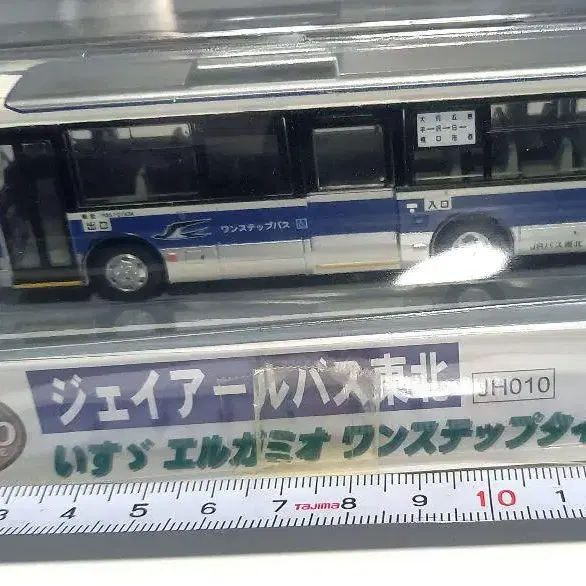 出口
ワンステップバス
入口
JRバス東北
ジェイアールバス東北 JH010
いすゞ エルガミオ ワンステップタイ
3 4 5 6 7 TAJIMA 8 9 10 1